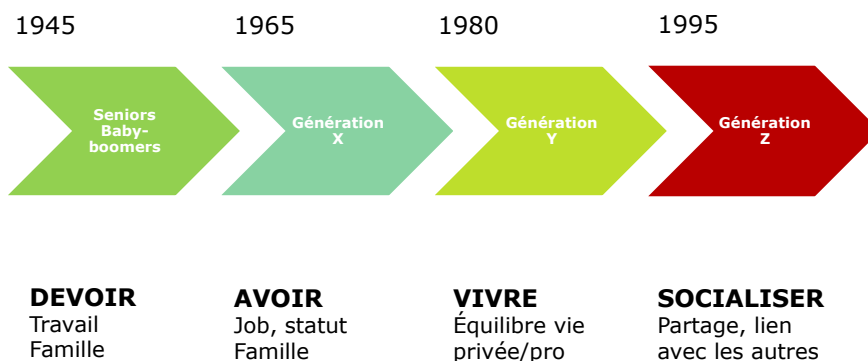 1945
1965
1980
1995
Seniors
Baby-
boomers
Génération
X
Génération
Y
Génération
Z
DEVOIR
Travail
Famille
AVOIR
Job, statut
Famille
VIVRE
Équilibre vie
privée/pro
SOCIALISER
Partage, lien
avec les autres